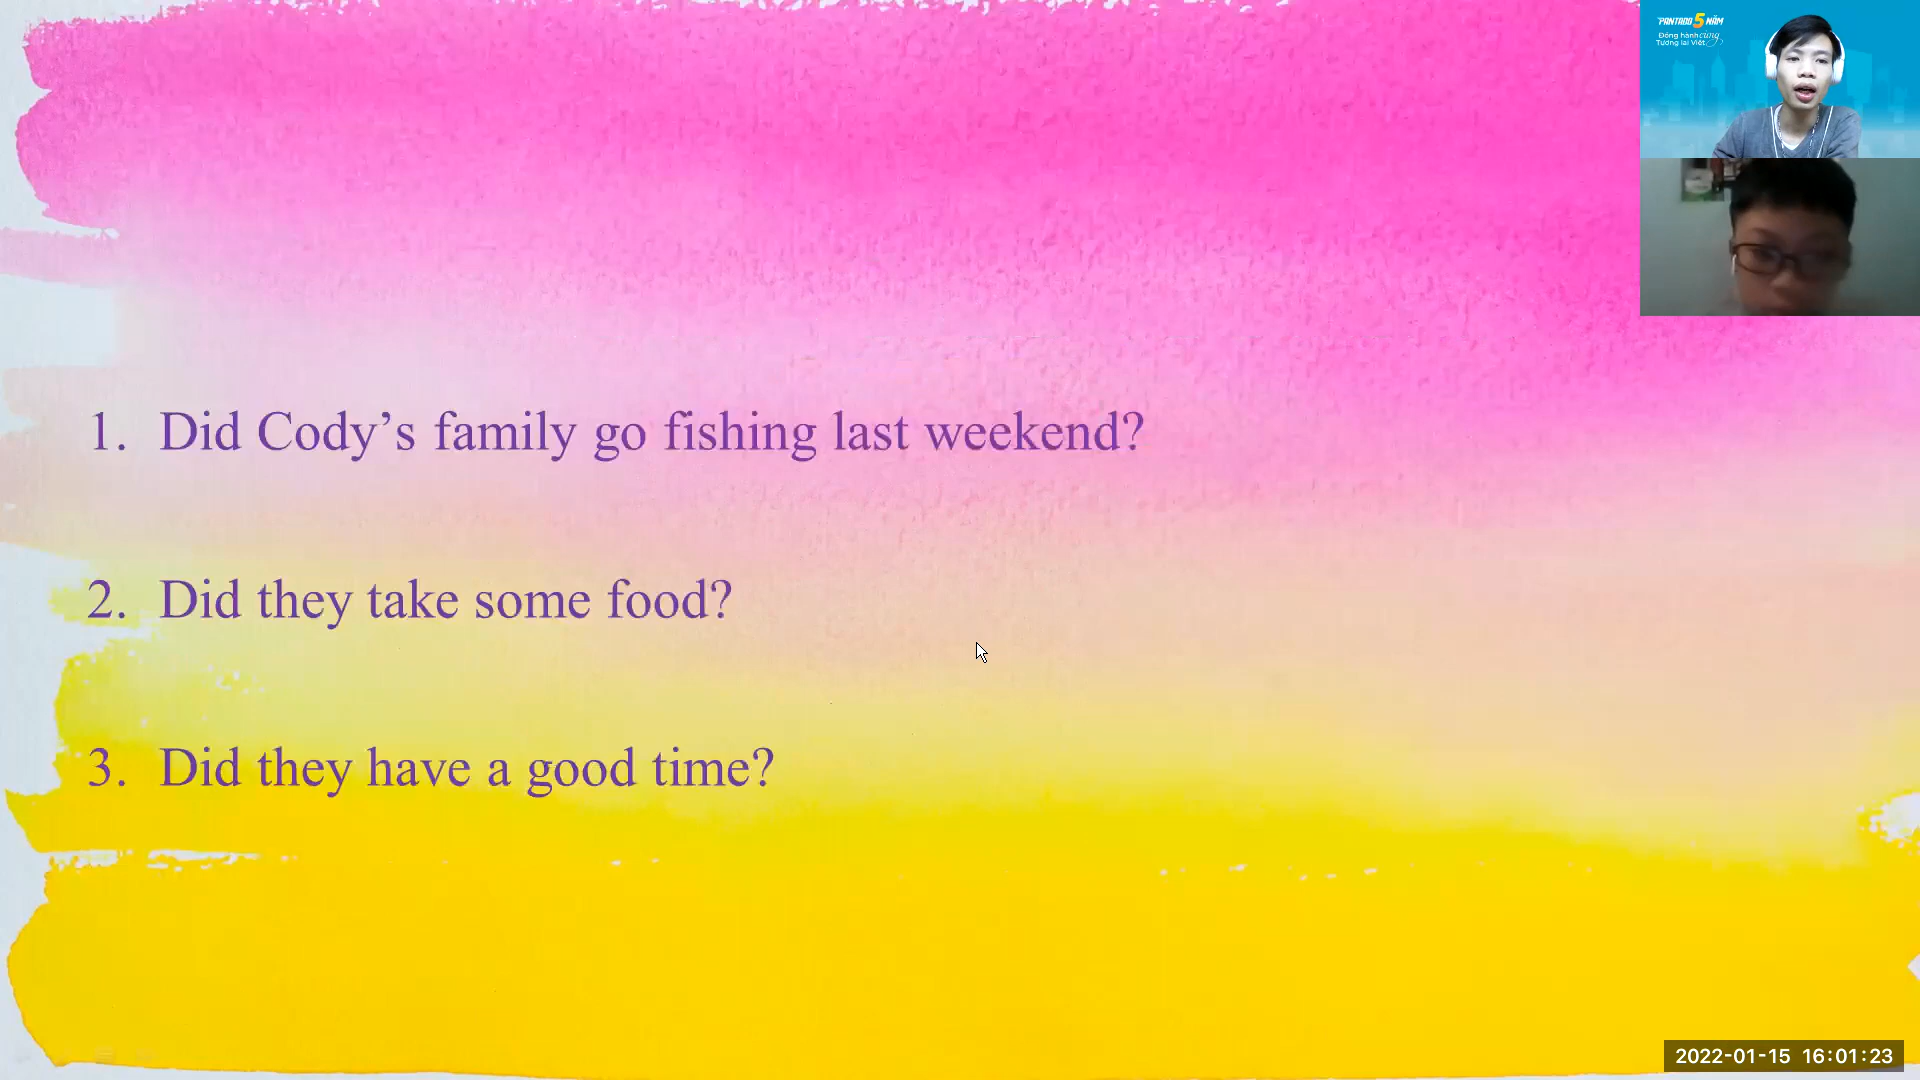 PANTADO 5 NĂM
Đồng hành cùng
Tương lai Việt
1. Did Cody’s family go fishing last weekend?
2. Did they take some food?
3. Did they have a good time?
2022-01-15 16:01:23